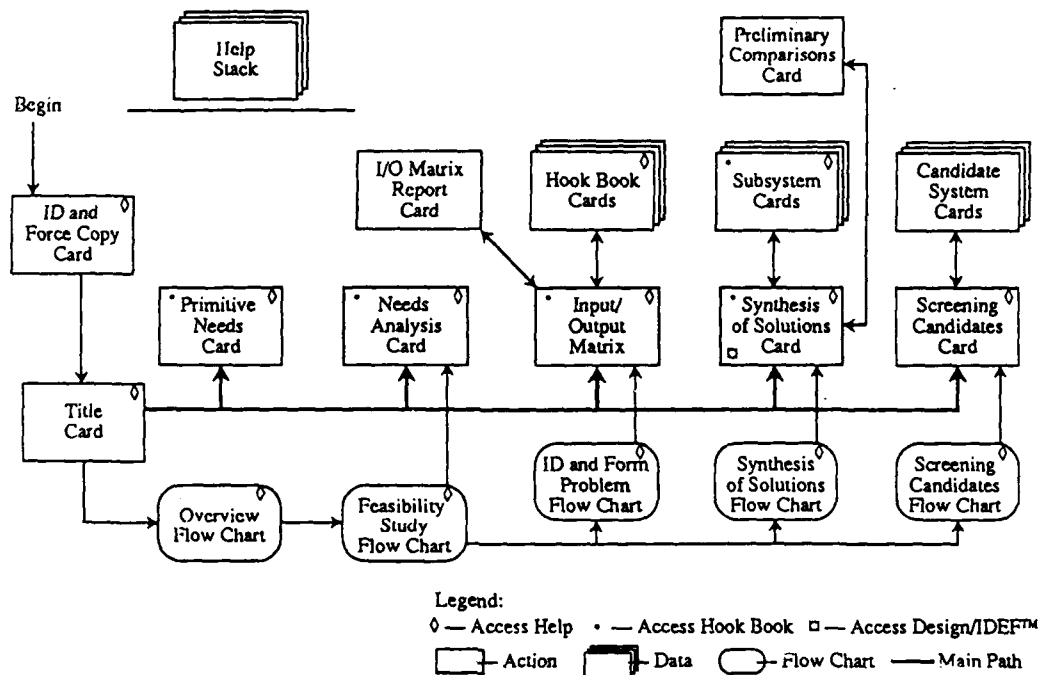 Help
Stack
Preliminary
Comparisons
Card
Begin
I/O Matrix
Report
Card
Hook Book
Cards
Subsystem
Cards
Candidate
System
Cards
ID and
Force Copy
Card
Primitive
Needs
Card
Needs
Analysis
Card
Input/
Output
Matrix
Synthesis
of Solutions
Card
Screening
Candidates
Card
Title
Card
Overview
Flow Chart
Feasibility
Study
Flow Chart
ID and Form
Problem
Flow Chart
Synthesis
of Solutions
Flow Chart
Screening
Candidates
Flow Chart
Legend:
◊ — Access Help • — Access Hook Book ◘ — Access Design/IDEF™
Action Data Flow Chart Main Path